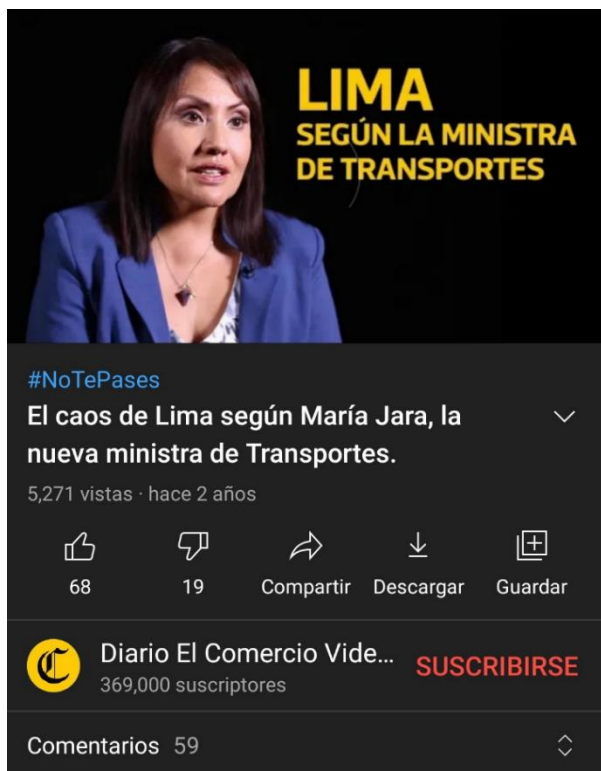 LIMA
SEGÚN LA MINISTRA
DE TRANSPORTES
#NoTePases
El caos de Lima según María Jara, la
nueva ministra de Transportes.
5,271 vistas · hace 2 años
68 19 Compartir Descargar Guardar
Diario El Comercio Vide... SUSCRIBIRSE
369,000 suscriptores
Comentarios 59